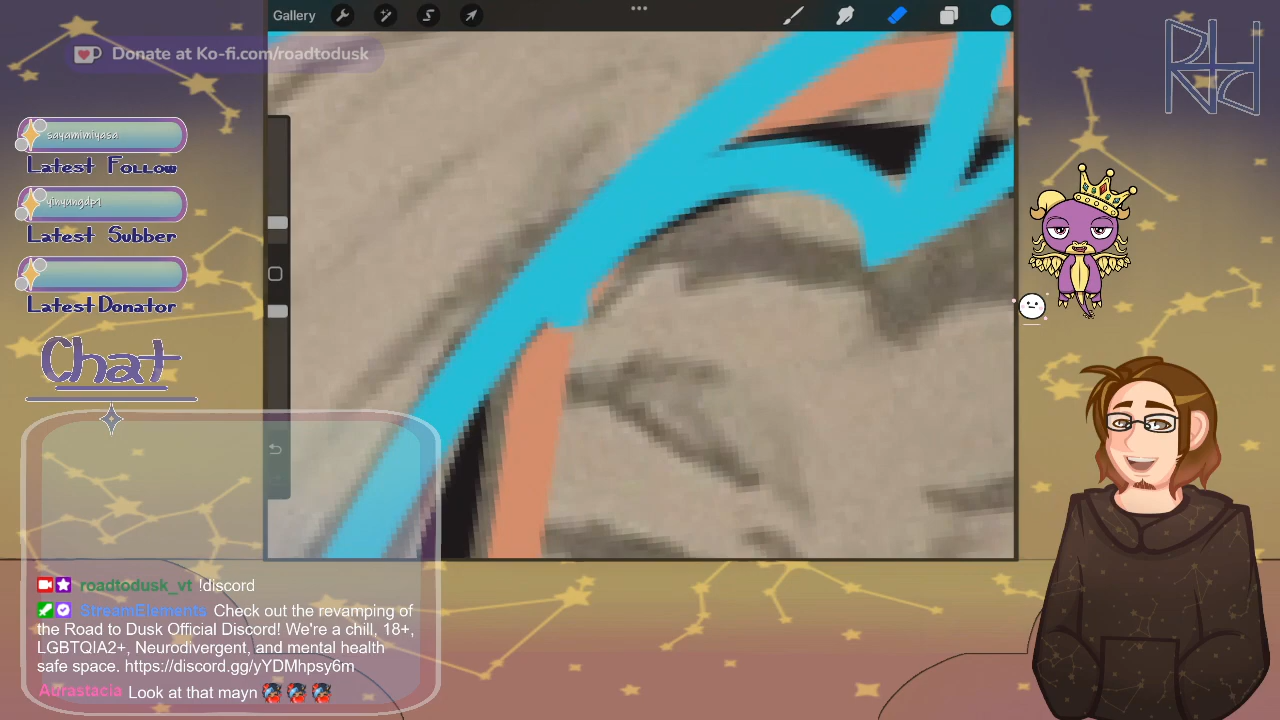 Gallery
Donate at Ko-fi.com/roadtodusk
sayamimiyasa
Latest Follow
yinyangdp1
Latest Subber
Latest Donator
Chat
roadtodusk_vt !discord
StreamElements Check out the revamping of
the Road to Dusk Official Discord! We're a chill, 18+,
LGBTQIA2+, Neurodivergent, and mental health
safe space. https://discord.gg/yYDMhpsy6m
Aurastacia Look at that mayn